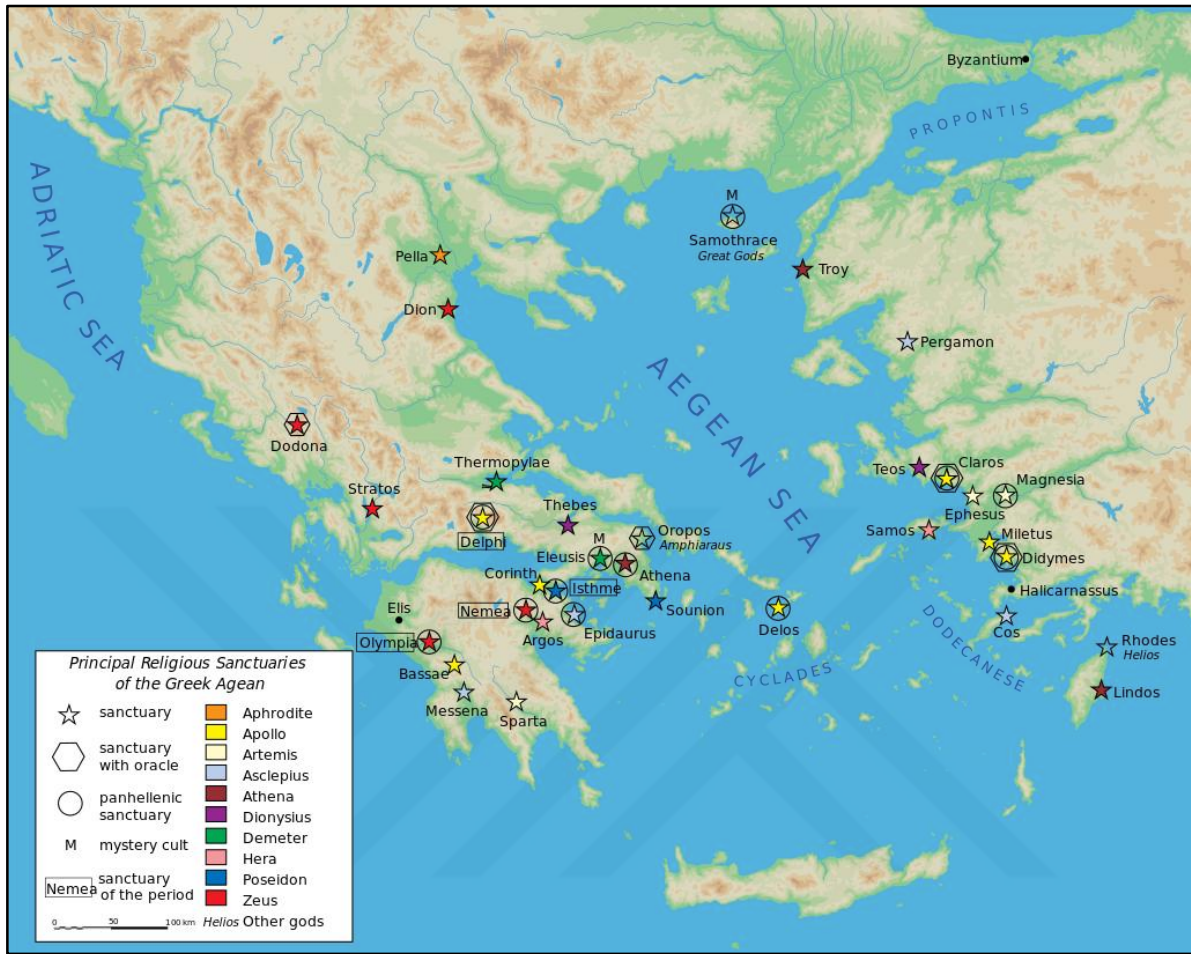 Byzantium
PROPONTIS
ADRIATIC SEA
M
Samothrace
Great Gods
Pella
Troy
Dion
Pergamon
AEGEAN SEA
Dodona
Thermopylae
Teos
Claros
Stratos
Magnesia
Thebes
Ephesus
Delphi
M
Oropos
Amphiaraus
Samos
Miletus
Eleusis
Didymes
Athena
Corinth
Isthme
Halicarnassus
Nemea
Sounion
Elis
Argos
Epidaurus
Delos
Cos
DODECANESE
Rhodes
Helios
Olympia
Bassae
CYCLADES
Lindos
Messena
Sparta
Principal Religious Sanctuaries
of the Greek Agean
sanctuary
sanctuary
with oracle
panhellenic
sanctuary
M mystery cult
Nemea sanctuary
of the period
0 50 100 km
Aphrodite
Apollo
Artemis
Asclepius
Athena
Dionysius
Demeter
Hera
Poseidon
Zeus
Helios Other gods